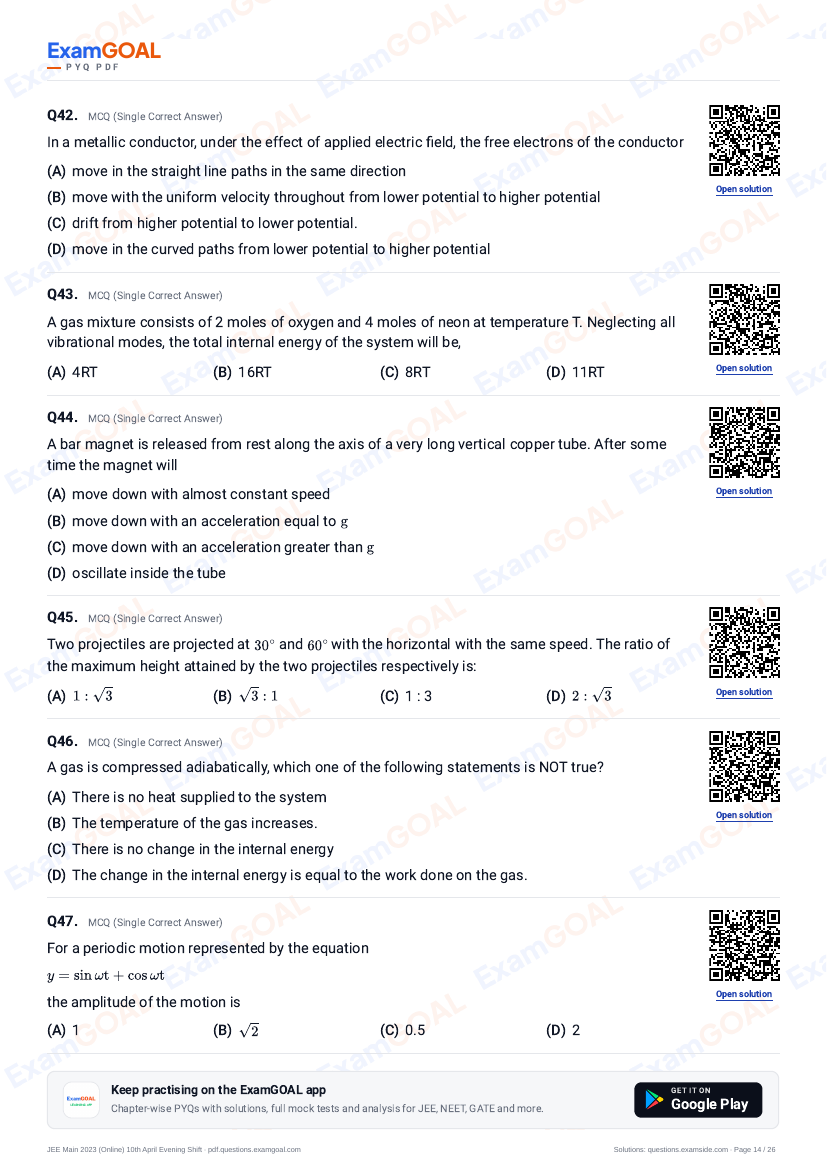 ExamGOAL
PYQ PDF
Q42. MCQ (Single Correct Answer)
In a metallic conductor, under the effect of applied electric field, the free electrons of the conductor
(A) move in the straight line paths in the same direction
(B) move with the uniform velocity throughout from lower potential to higher potential
(C) drift from higher potential to lower potential.
(D) move in the curved paths from lower potential to higher potential
Open solution
Q43. MCQ (Single Correct Answer)
A gas mixture consists of 2 moles of oxygen and 4 moles of neon at temperature T. Neglecting all
vibrational modes, the total internal energy of the system will be,
(A) 4RT (B) 16RT (C) 8RT (D) 11RT
Open solution
Q44. MCQ (Single Correct Answer)
A bar magnet is released from rest along the axis of a very long vertical copper tube. After some
time the magnet will
(A) move down with almost constant speed
(B) move down with an acceleration equal to g
(C) move down with an acceleration greater than g
(D) oscillate inside the tube
Open solution
Q45. MCQ (Single Correct Answer)
Two projectiles are projected at 30° and 60° with the horizontal with the same speed. The ratio of
the maximum height attained by the two projectiles respectively is:
(A) 1 : √3 (B) √3 : 1 (C) 1 : 3 (D) 2 : √3
Open solution
Q46. MCQ (Single Correct Answer)
A gas is compressed adiabatically, which one of the following statements is NOT true?
(A) There is no heat supplied to the system
(B) The temperature of the gas increases.
(C) There is no change in the internal energy
(D) The change in the internal energy is equal to the work done on the gas.
Open solution
Q47. MCQ (Single Correct Answer)
For a periodic motion represented by the equation
y = sin ωt + cos ωt
the amplitude of the motion is
(A) 1 (B) √2 (C) 0.5 (D) 2
Open solution
Keep practising on the ExamGOAL app
Chapter-wise PYQs with solutions, full mock tests and analysis for JEE, NEET, GATE and more.
GET IT ON
Google Play
JEE Main 2023 (Online) 10th April Evening Shift · pdf.questions.examgoal.com
Solutions: questions.examside.com · Page 14 / 26